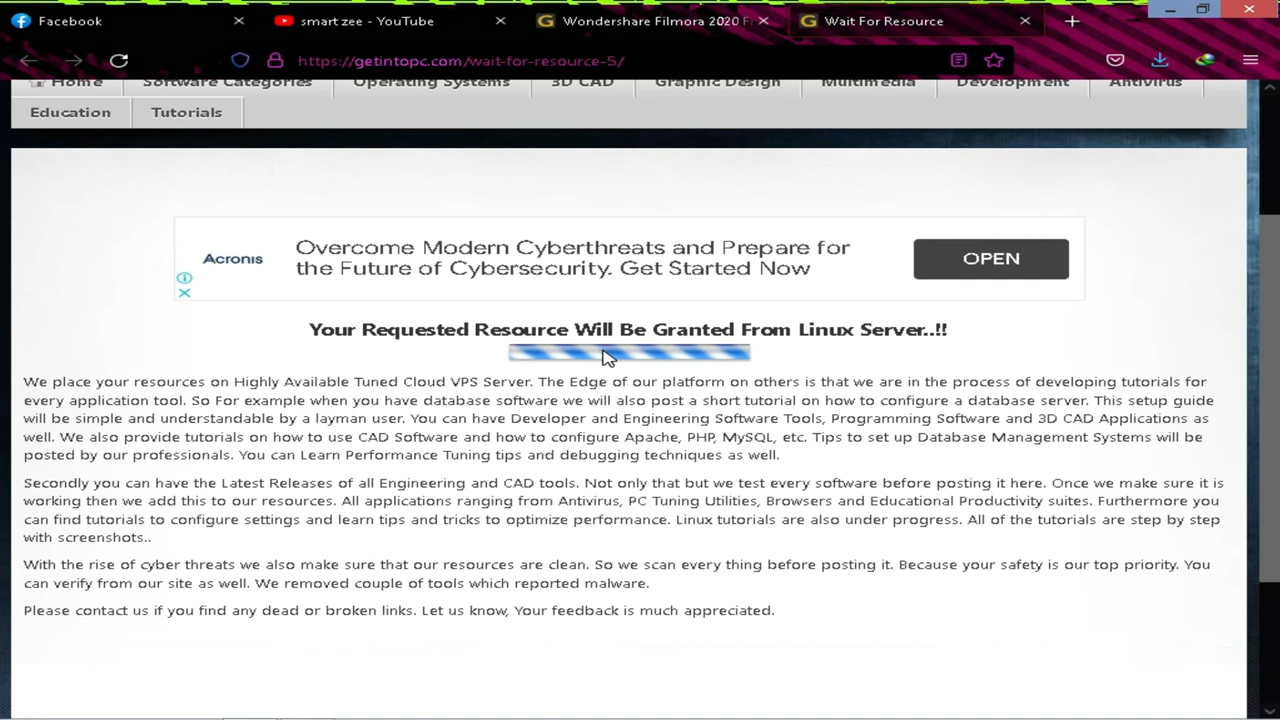 Facebook
smart zee - YouTube
Wondershare Filmora 2020 Fr
Wait For Resource
https://getintopc.com/wait-for-resource-5/
Home
Software Categories
Operating Systems
3D CAD
Graphic Design
Multimedia
Development
Antivirus
Education
Tutorials
Acronis
Overcome Modern Cyberthreats and Prepare for
the Future of Cybersecurity. Get Started Now
OPEN
Your Requested Resource Will Be Granted From Linux Server..!!
We place your resources on Highly Available Tuned Cloud VPS Server. The Edge of our platform on others is that we are in the process of developing tutorials for
every application tool. So For example when you have database software we will also post a short tutorial on how to configure a database server. This setup guide
will be simple and understandable by a layman user. You can have Developer and Engineering Software Tools, Programming Software and 3D CAD Applications as
well. We also provide tutorials on how to use CAD Software and how to configure Apache, PHP, MySQL, etc. Tips to set up Database Management Systems will be
posted by our professionals. You can Learn Performance Tuning tips and debugging techniques as well.
Secondly you can have the Latest Releases of all Engineering and CAD tools. Not only that but we test every software before posting it here. Once we make sure it is
working then we add this to our resources. All applications ranging from Antivirus, PC Tuning Utilities, Browsers and Educational Productivity suites. Furthermore you
can find tutorials to configure settings and learn tips and tricks to optimize performance. Linux tutorials are also under progress. All of the tutorials are step by step
with screenshots..
With the rise of cyber threats we also make sure that our resources are clean. So we scan every thing before posting it. Because your safety is our top priority. You
can verify from our site as well. We removed couple of tools which reported malware.
Please contact us if you find any dead or broken links. Let us know, Your feedback is much appreciated.